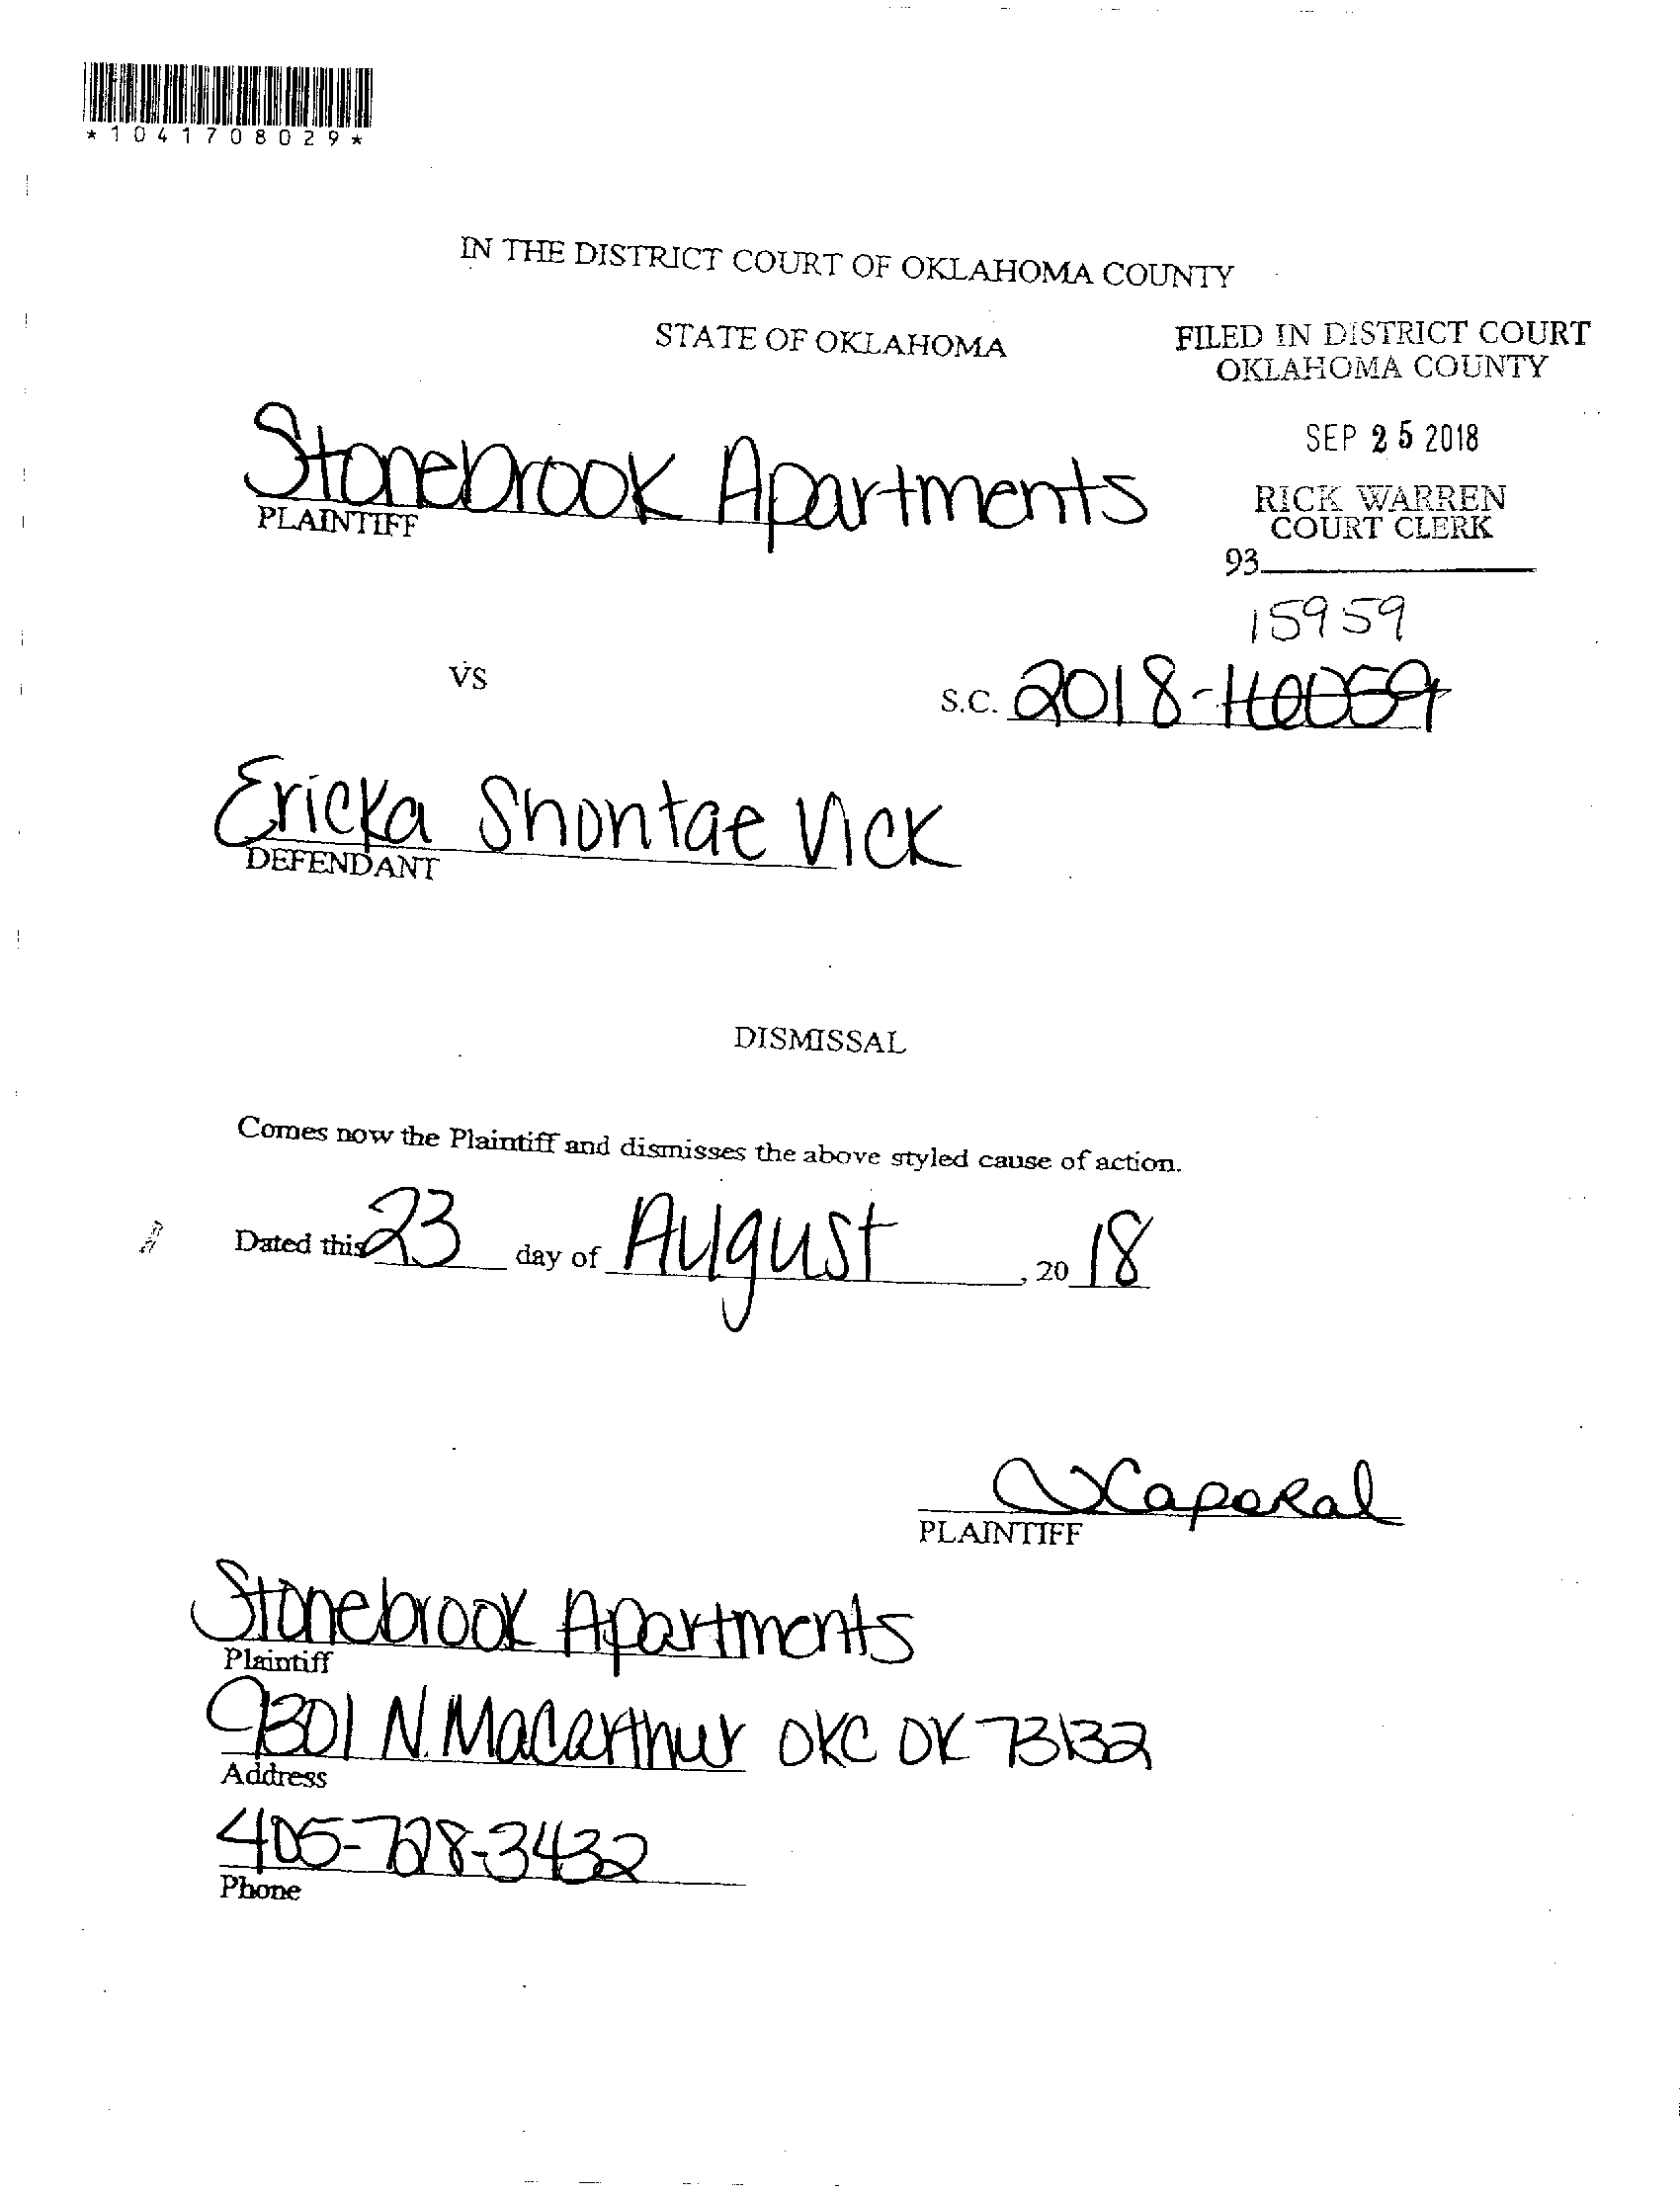 *1041708029*
IN THE DISTRICT COURT OF OKLAHOMA COUNTY
STATE OF OKLAHOMA
FILED IN DISTRICT COURT
OKLAHOMA COUNTY
SEP 25 2018
RICK WARREN
COURT CLERK
93
Stonebrook Apartments
PLAINTIFF
15959
VS
S.C. 2018-16059
Ericka Shontae Vick
DEFENDANT
DISMISSAL
Comes now the Plaintiff and dismisses the above styled cause of action.
Dated this 23 day of August, 20 18
Caporal
PLAINTIFF
Stonebrook Apartments
Plaintiff
9301 N. Macarthur OKC OK 73132
Address
405-728-3432
Phone